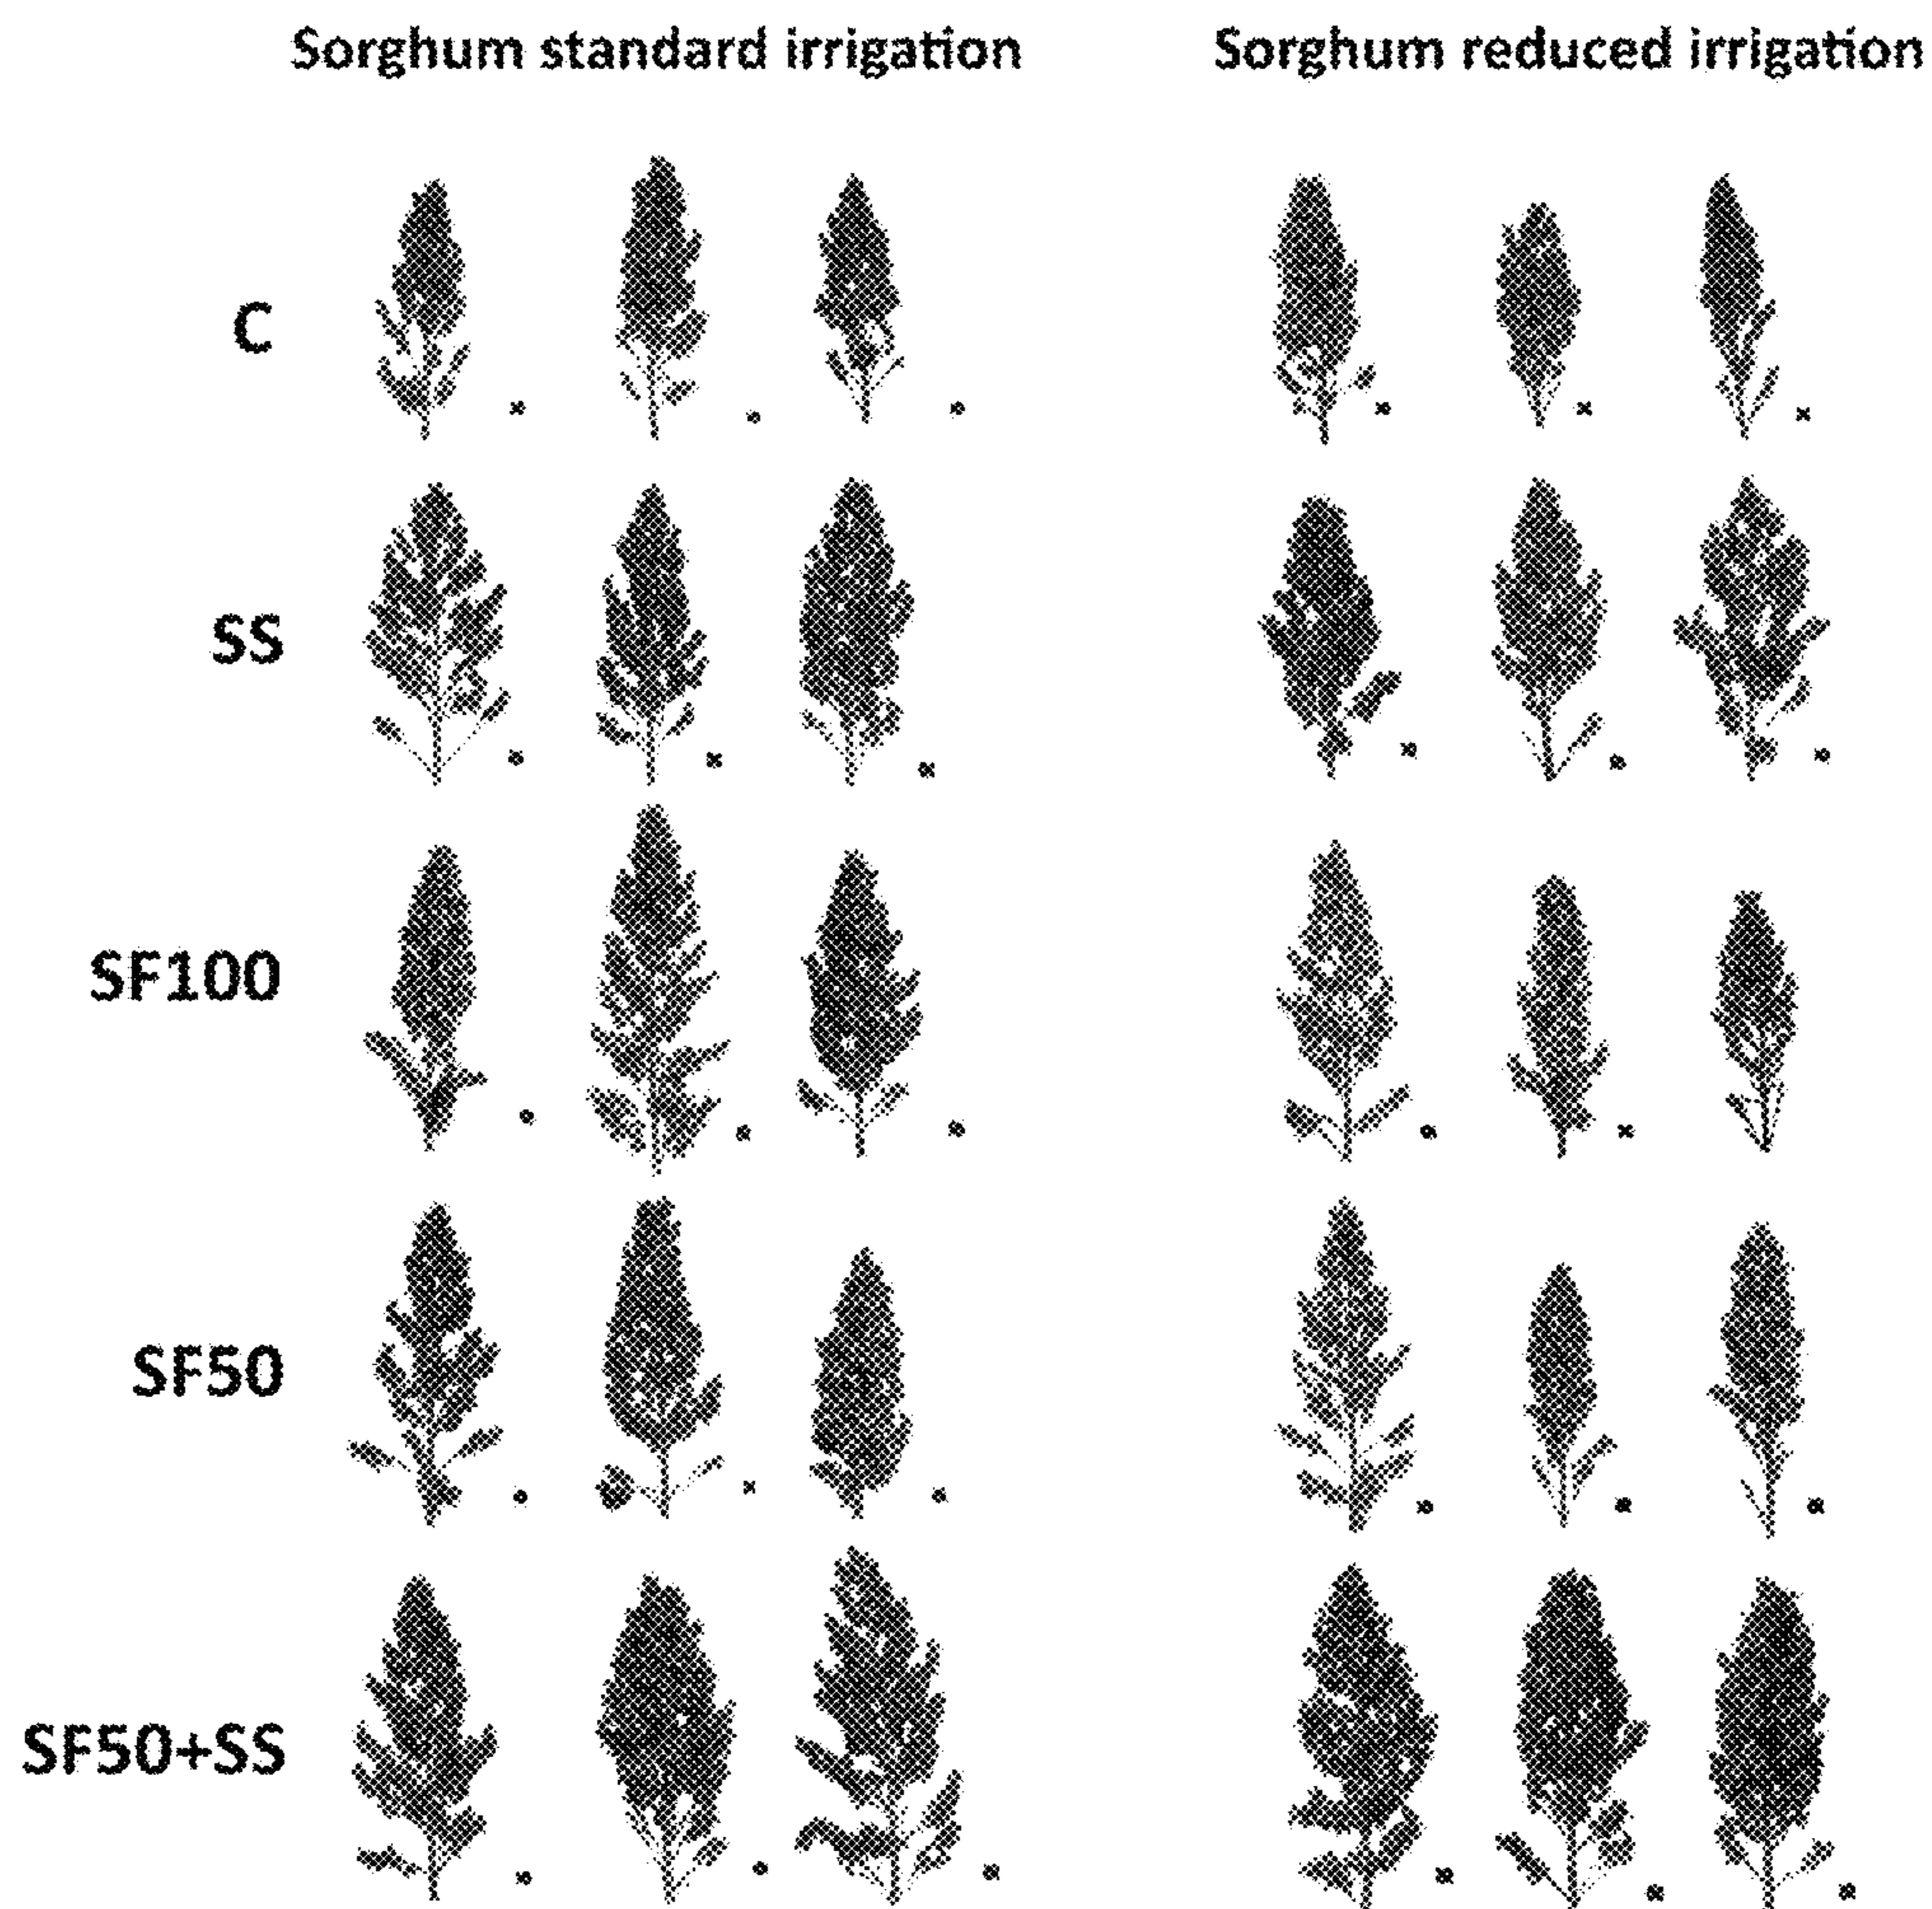 Sorghum standard irrigation
Sorghum reduced irrigation
C
SS
SF100
SF50
SF50+SS